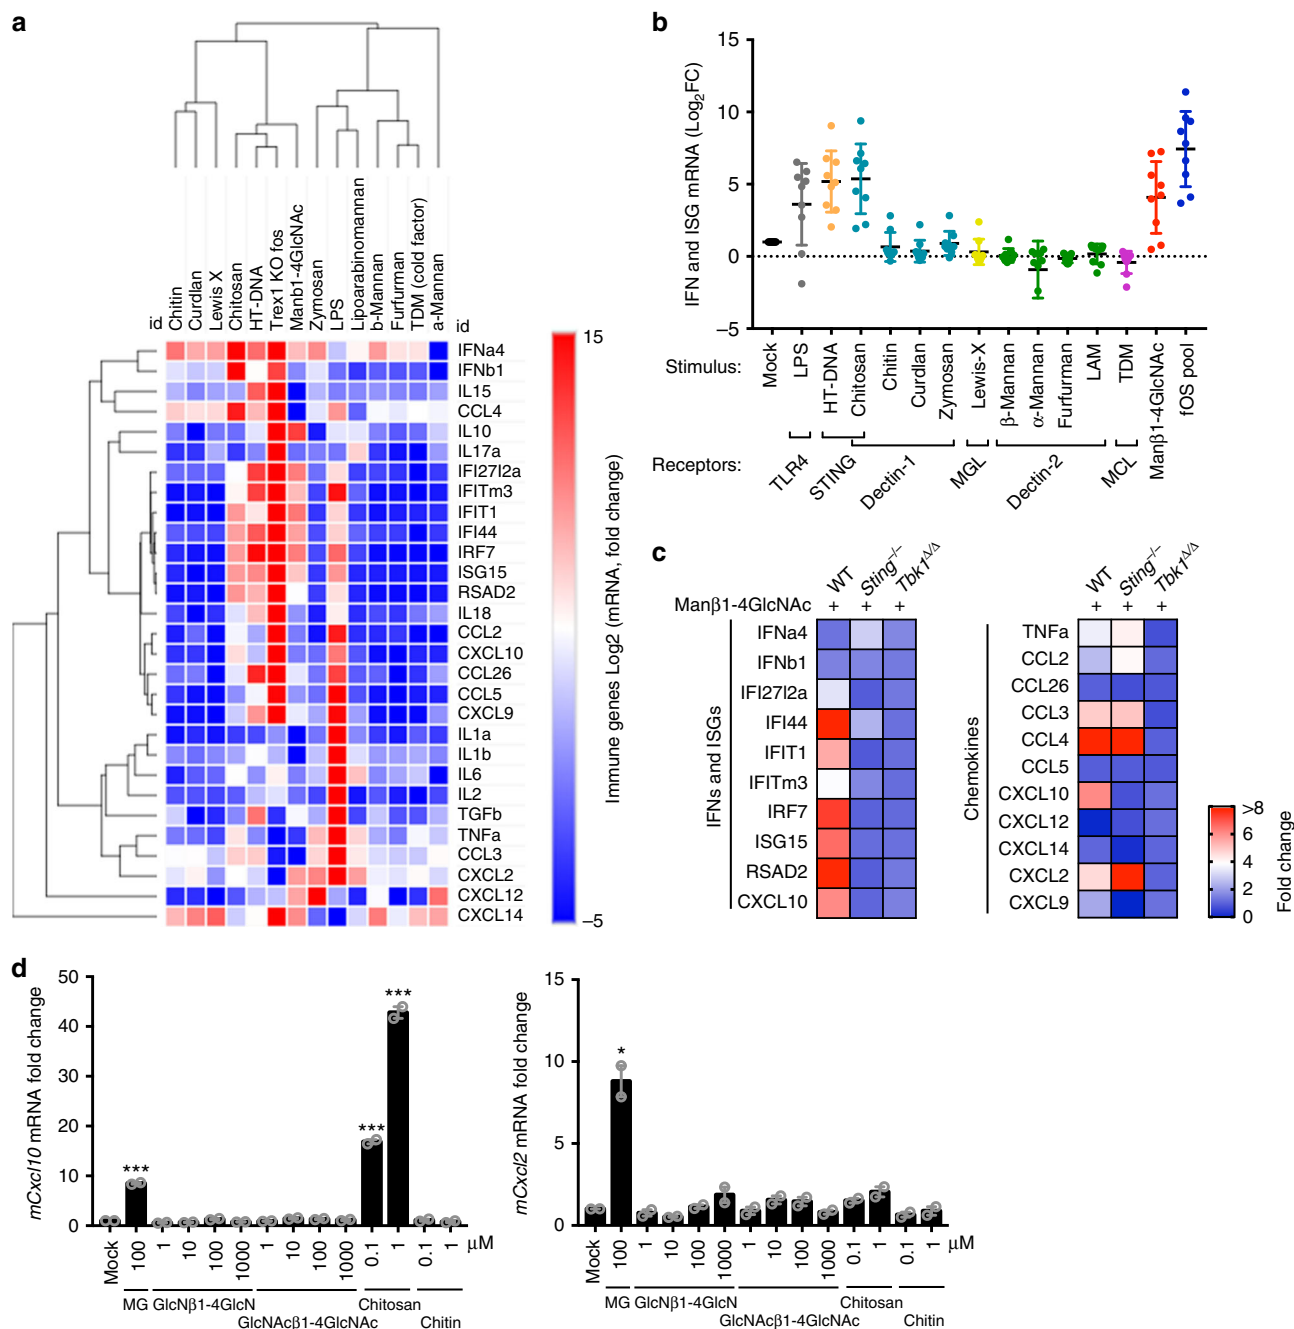 a
Chitin
Curdlan
Lewis X
Chitosan
HT-DNA
Trex1 KO fos
Manb1-4GlcNAc
Zymosan
LPS
Lipoarabinomannan
b-Mannan
Furfurman
TDM (cold factor)
a-Mannan
id
id
IFNa4
IFNb1
IL15
CCL4
IL10
IL17a
IFI27l2a
IFITm3
IFIT1
IFI44
IRF7
ISG15
RSAD2
IL18
CCL2
CXCL10
CCL26
CCL5
CXCL9
IL1a
IL1b
IL6
IL2
TGFb
TNFa
CCL3
CXCL2
CXCL12
CXCL14
15
–5
Immune genes Log2 (mRNA, fold change)
b
IFN and ISG mRNA (Log2FC)
15
10
5
0
–5
Stimulus:
Mock
LPS
HT-DNA
Chitosan
Chitin
Curdlan
Zymosan
Lewis-X
β-Mannan
α-Mannan
Furfurman
LAM
TDM
Manβ1-4GlcNAc
fOS pool
Receptors:
TLR4
STING
Dectin-1
MGL
Dectin-2
MCL
c
WT
Sting–/–
Tbk1Δ/Δ
Manβ1-4GlcNAc
+ + +
IFNs and ISGs
IFNa4
IFNb1
IFI27l2a
IFI44
IFIT1
IFITm3
IRF7
ISG15
RSAD2
CXCL10
WT
Sting–/–
Tbk1Δ/Δ
+ + +
Chemokines
TNFa
CCL2
CCL26
CCL3
CCL4
CCL5
CXCL10
CXCL12
CXCL14
CXCL2
CXCL9
>8
6
4
2
0
Fold change
d
mCxcl10 mRNA fold change
50
40
30
20
10
0
***
***
***
Mock
100
1
10
100
1000
1
10
100
1000
0.1
1
0.1
1
μM
MG GlcNβ1-4GlcN
GlcNAcβ1-4GlcNAc
Chitosan
Chitin
mCxcl2 mRNA fold change
15
10
5
0
*
Mock
100
1
10
100
1000
1
10
100
1000
0.1
1
0.1
1
μM
MG GlcNβ1-4GlcN
GlcNAcβ1-4GlcNAc
Chitosan
Chitin